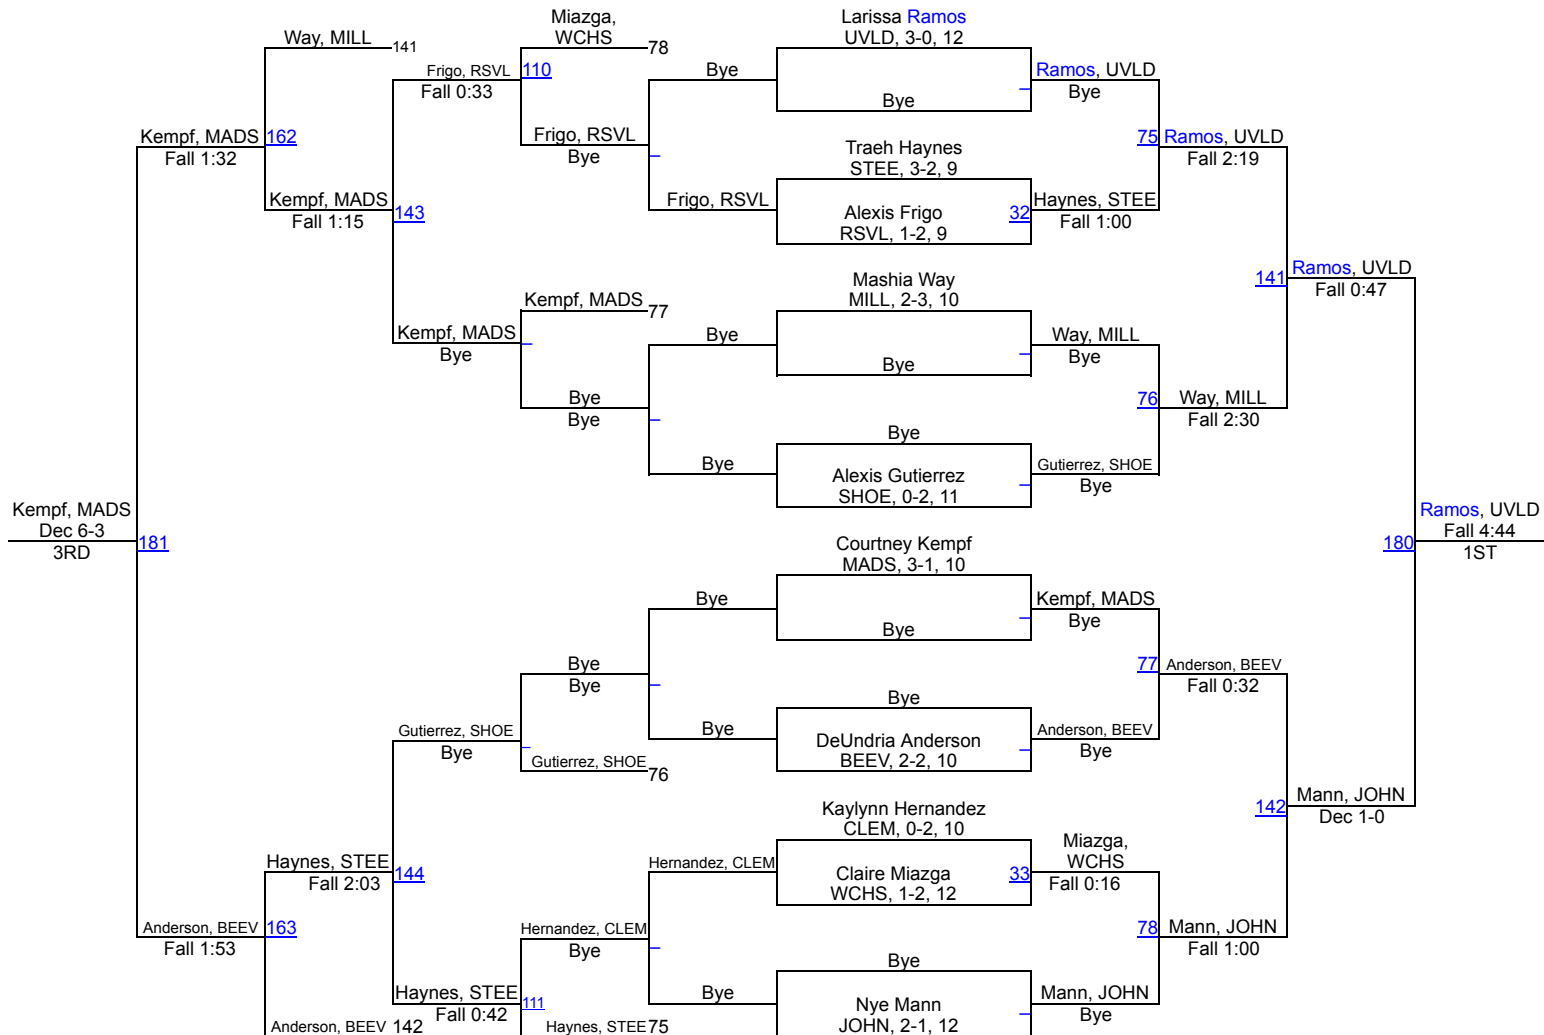 Way, MILL
141
Kempf, MADS
Fall 1:32
162
Kempf, MADS
Fall 1:15
143
Frigo, RSVL
Fall 0:33
110
Miazga,
WCHS
78
Frigo, RSVL
Bye
Bye
Frigo, RSVL
Kempf, MADS
Bye
Kempf, MADS
77
Bye
Bye
Bye
Bye
Kempf, MADS
Dec 6-3
3RD
181
Bye
Bye
Bye
Bye
Gutierrez, SHOE
Bye
Gutierrez, SHOE
76
Haynes, STEE
Fall 2:03
144
Anderson, BEEV
Fall 1:53
163
Hernandez, CLEM
Hernandez, CLEM
Bye
Bye
Haynes, STEE
Fall 0:42
111
Anderson, BEEV 142
Haynes, STEE 75
Larissa Ramos
UVLD, 3-0, 12
Bye
Traeh Haynes
STEE, 3-2, 9
Alexis Frigo
RSVL, 1-2, 9
32
Mashia Way
MILL, 2-3, 10
Bye
Bye
Alexis Gutierrez
SHOE, 0-2, 11
Courtney Kempf
MADS, 3-1, 10
Bye
Bye
DeUndria Anderson
BEEV, 2-2, 10
Kaylynn Hernandez
CLEM, 0-2, 10
Claire Miazga
WCHS, 1-2, 12
33
Bye
Nye Mann
JOHN, 2-1, 12
Ramos, UVLD
Bye
75
Haynes, STEE
Fall 1:00
Ramos, UVLD
Fall 2:19
Way, MILL
Bye
76
Gutierrez, SHOE
Bye
Way, MILL
Fall 2:30
141
Ramos, UVLD
Fall 0:47
Kempf, MADS
Bye
77
Anderson, BEEV
Bye
Anderson, BEEV
Fall 0:32
142
Miazga,
WCHS
Fall 0:16
78
Mann, JOHN
Bye
Mann, JOHN
Fall 1:00
Mann, JOHN
Dec 1-0
180
Ramos, UVLD
Fall 4:44
1ST